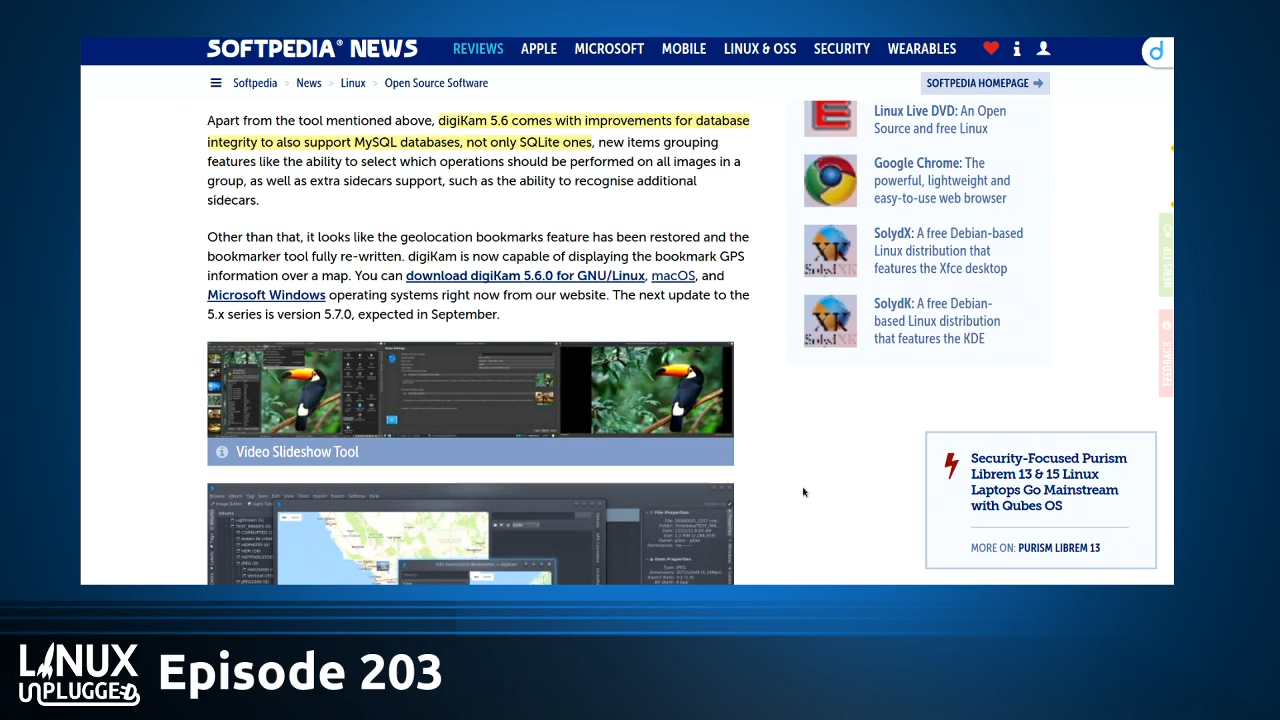 SOFTPEDIA® NEWS
REVIEWS APPLE MICROSOFT MOBILE LINUX & OSS SECURITY WEARABLES
Softpedia > News > Linux > Open Source Software
SOFTPEDIA HOMEPAGE
Apart from the tool mentioned above, digiKam 5.6 comes with improvements for database
integrity to also support MySQL databases, not only SQLite ones, new items grouping
features like the ability to select which operations should be performed on all images in a
group, as well as extra sidecars support, such as the ability to recognise additional
sidecars.
Other than that, it looks like the geolocation bookmarks feature has been restored and the
bookmarker tool fully re-written. digiKam is now capable of displaying the bookmark GPS
information over a map. You can download digiKam 5.6.0 for GNU/Linux, macOS, and
Microsoft Windows operating systems right now from our website. The next update to the
5.x series is version 5.7.0, expected in September.
Video Slideshow Tool
Linux Live DVD: An Open
Source and free Linux
Google Chrome: The
powerful, lightweight and
easy-to-use web browser
SolydX: A free Debian-based
Linux distribution that
features the Xfce desktop
SolydK: A free Debian-
based Linux distribution
that features the KDE
NEWS TIP
FEEDBACK
Security-Focused Purism
Librem 13 & 15 Linux
Laptops Go Mainstream
with Qubes OS
MORE ON: PURISM LIBREM 13
File Properties
Item Properties
LINUX
UNPLUGGED
Episode 203